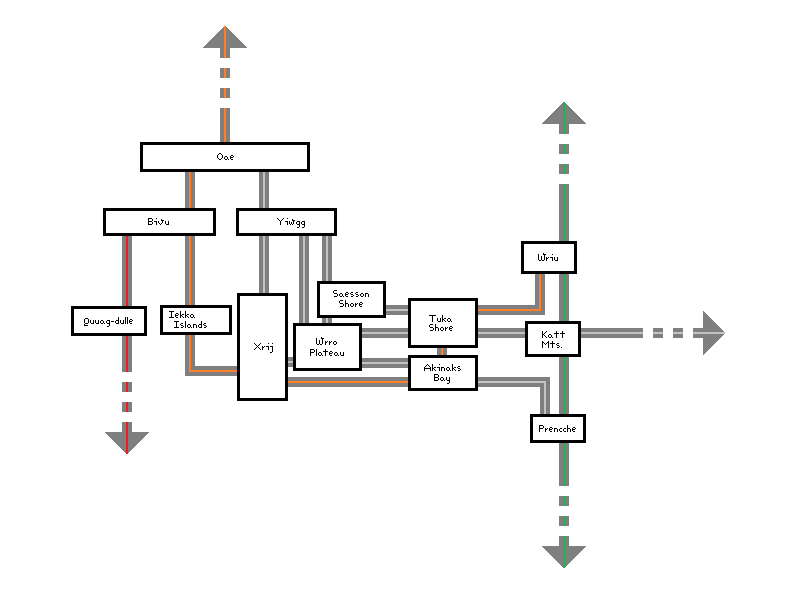 Oae
Bivu
Yiwgg
Wriu
Saesson
Shore
Quuag-dulle
Iekka
Islands
Tuka
Shore
Xrij
Wrro
Plateau
Katt
Mts.
Akinaks
Bay
Prencche